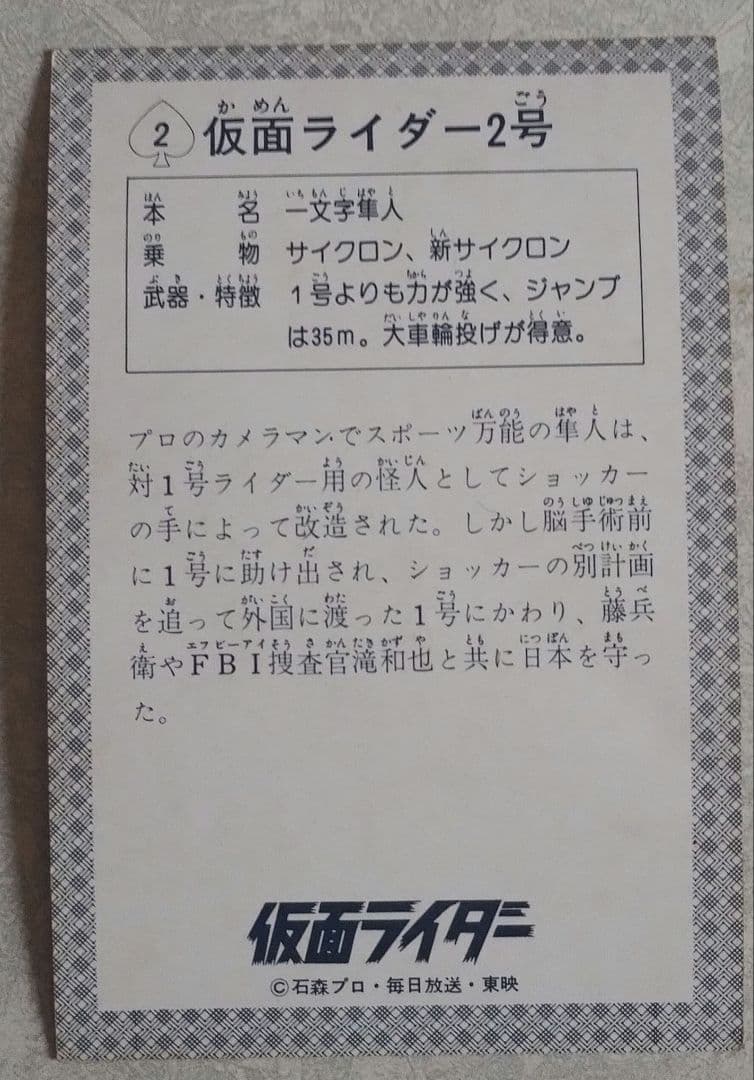 2 仮面ライダー2号
本名 一文字隼人
乗物 サイクロン、新サイクロン
武器・特徴 1号よりも力が強く、ジャンプ
は35m。大車輪投げが得意。
プロのカメラマンでスポーツ万能の隼人は、
対1号ライダー用の怪人としてショッカー
の手によって改造された。しかし脳手術前
に1号に助け出され、ショッカーの別計画
を追って外国に渡った1号にかわり、藤兵
衛やFBI捜査官滝和也と共に日本を守っ
た。
仮面ライダー
©石森プロ・毎日放送・東映